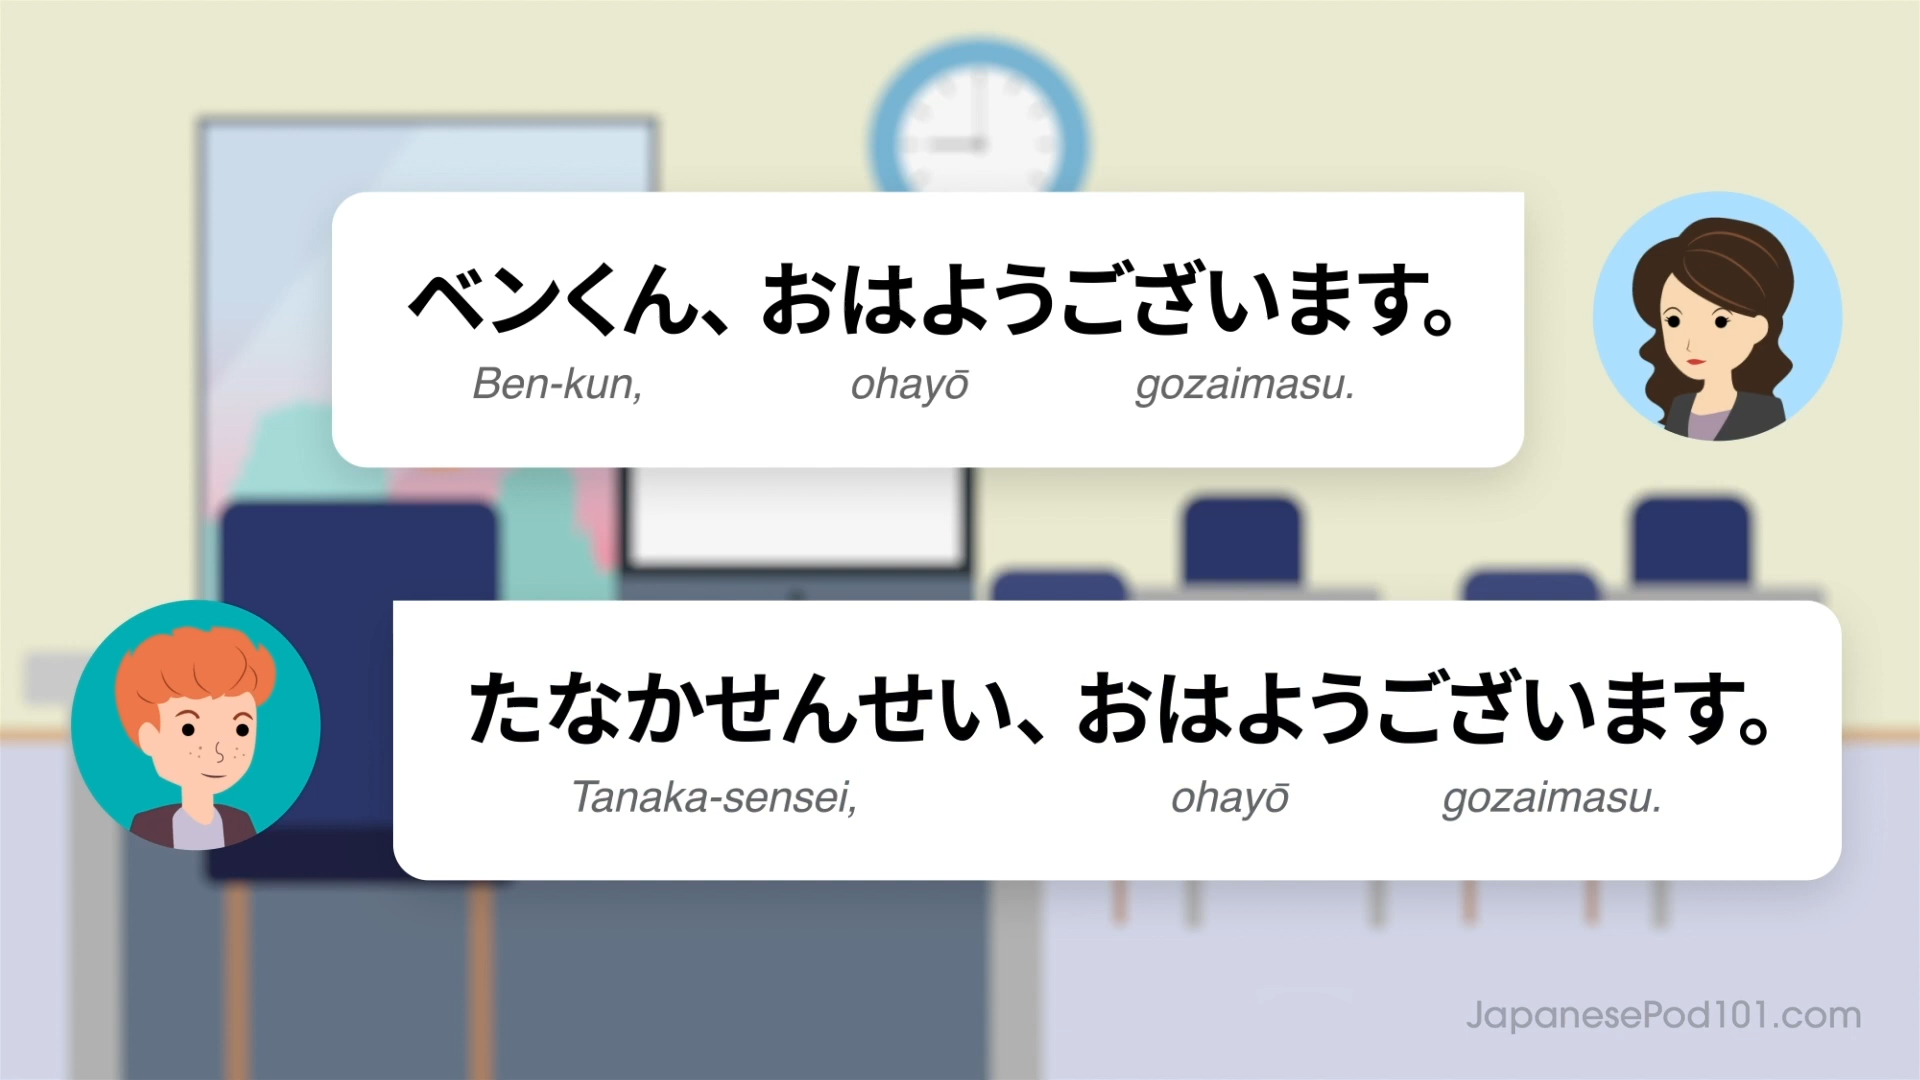 ベンくん、おはようございます。
Ben-kun, ohayō gozaimasu.
たなかせんせい、おはようございます。
Tanaka-sensei, ohayō gozaimasu.
JapanesePod101.com